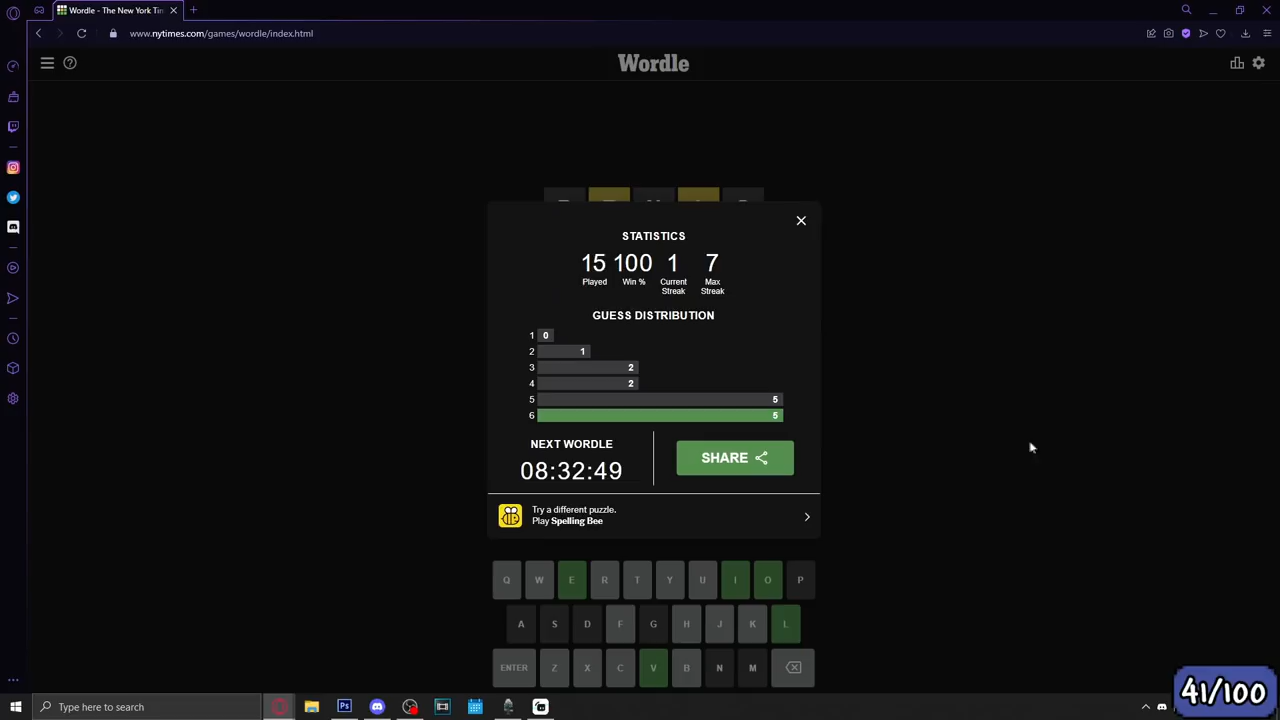 Wordle - The New York Tin
www.nytimes.com/games/wordle/index.html
Wordle
STATISTICS
15 100 1 7
Played Win % Current Streak Max Streak
GUESS DISTRIBUTION
1 0
2 1
3 2
4 2
5 5
6 5
NEXT WORDLE
08:32:49
SHARE
Try a different puzzle.
Play Spelling Bee
Q W E R T Y U I O P
A S D F G H J K L
ENTER Z X C V B N M
Type here to search
41/100